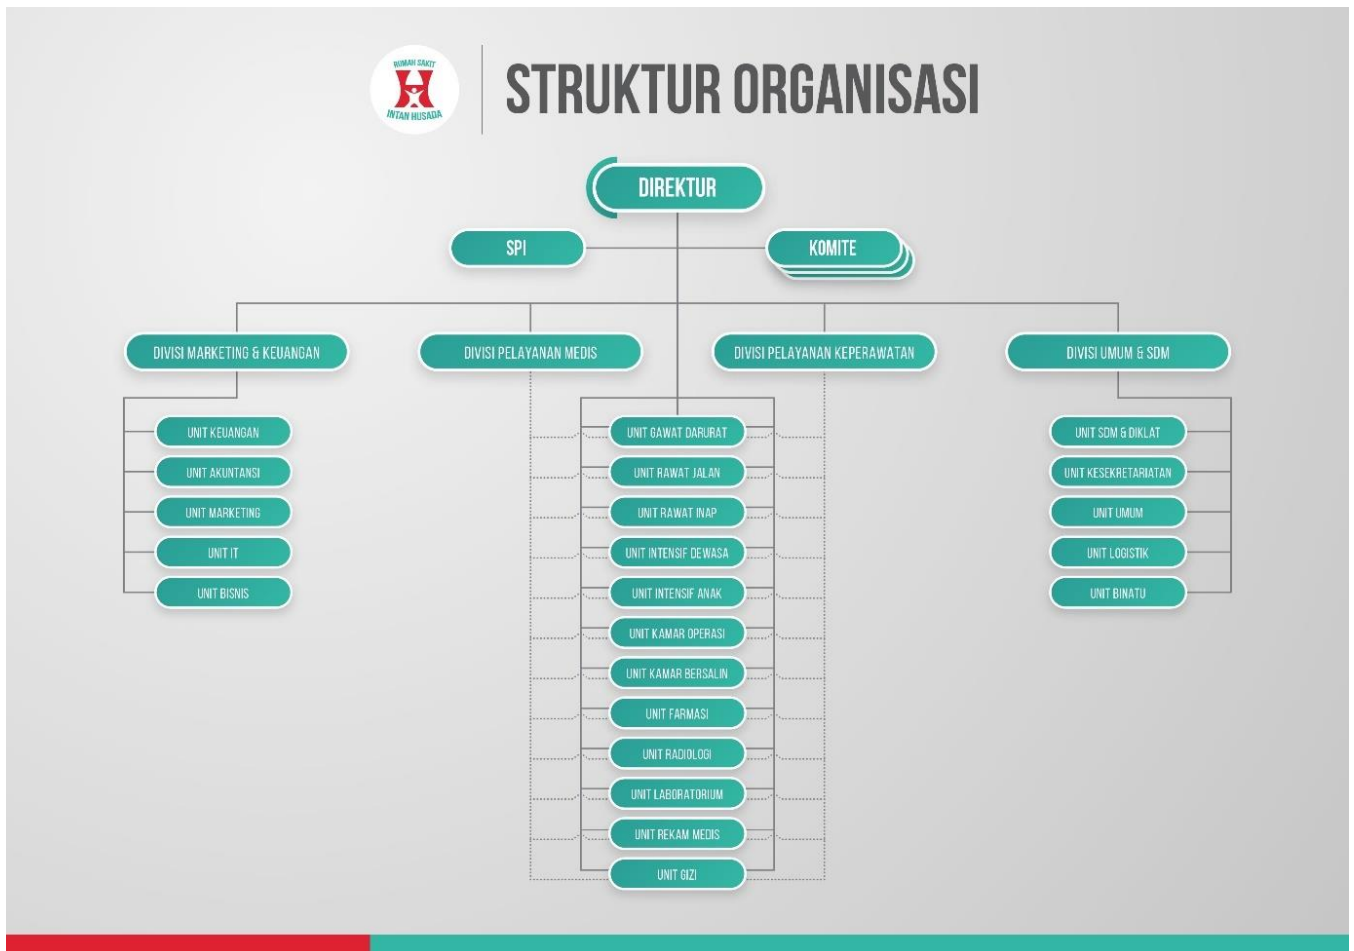 RUMAH SAKIT
INTAN HUSADA
STRUKTUR ORGANISASI
DIREKTUR
SPI
KOMITE
DIVISI MARKETING & KEUANGAN
DIVISI PELAYANAN MEDIS
DIVISI PELAYANAN KEPERAWATAN
DIVISI UMUM & SDM
UNIT KEUANGAN
UNIT AKUNTANSI
UNIT MARKETING
UNIT IT
UNIT BISNIS
UNIT GAWAT DARURAT
UNIT RAWAT JALAN
UNIT RAWAT INAP
UNIT INTENSIF DEWASA
UNIT INTENSIF ANAK
UNIT KAMAR OPERASI
UNIT KAMAR BERSALIN
UNIT FARMASI
UNIT RADIOLOGI
UNIT LABORATORIUM
UNIT REKAM MEDIS
UNIT GIZI
UNIT SDM & DIKLAT
UNIT KESEKRETARIATAN
UNIT UMUM
UNIT LOGISTIK
UNIT BINATU